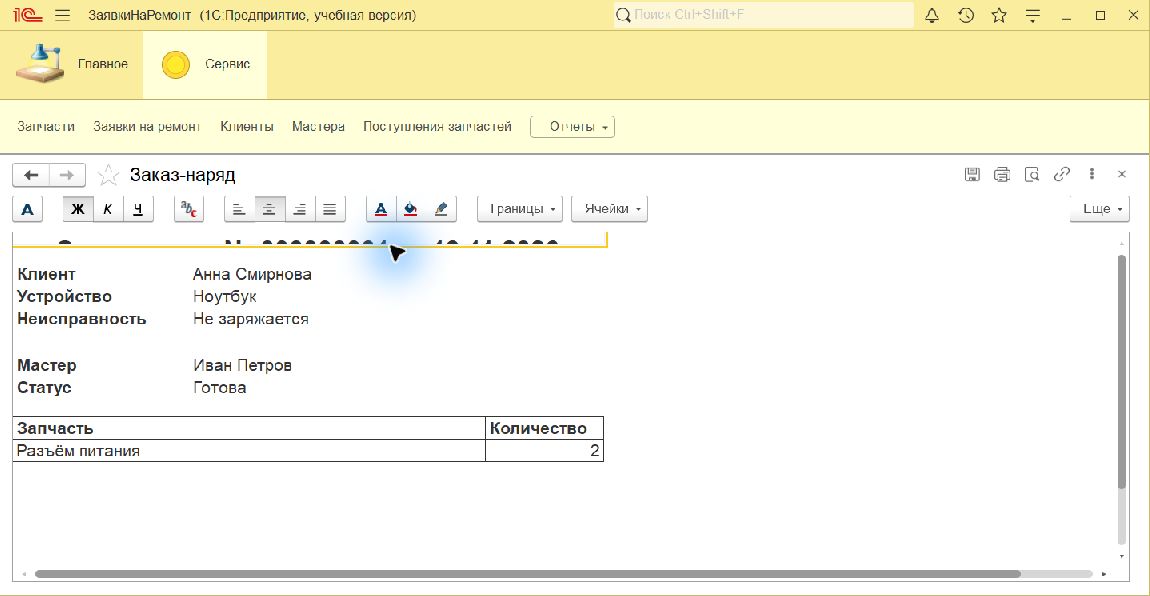 1С ЗаявкиНаРемонт (1С:Предприятие, учебная версия) Поиск Ctrl+Shift+F
Главное Сервис
Запчасти Заявки на ремонт Клиенты Мастера Поступления запчастей Отчеты
Заказ-наряд
А Ж К Ч abc А Границы Ячейки Еще
Клиент Анна Смирнова
Устройство Ноутбук
Неисправность Не заряжается
Мастер Иван Петров
Статус Готова
Запчасть Количество
Разъём питания 2